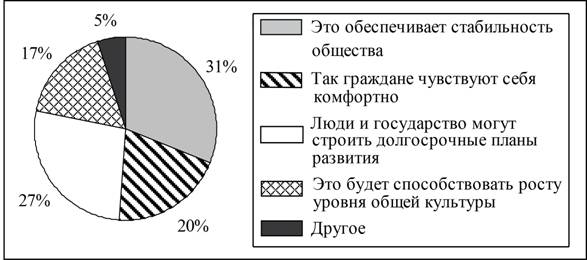 5%
17%
31%
27%
20%
Это обеспечивает стабильность
общества
Так граждане чувствуют себя
комфортно
Люди и государство могут
строить долгосрочные планы
развития
Это будет способствовать росту
уровня общей культуры
Другое